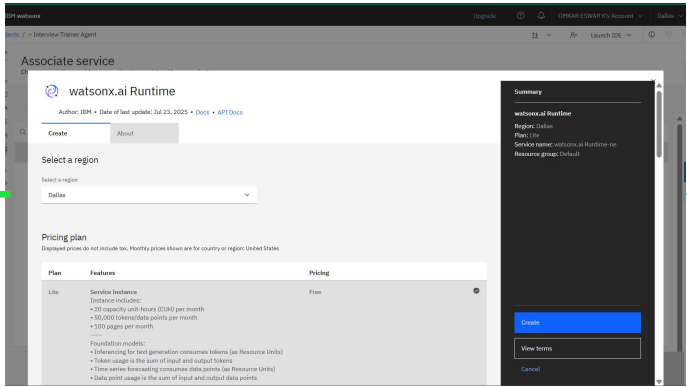 IBM watsonx
Upgrade
OMKAR ESWAR K's Account
Dallas
/ – Interview Trainer Agent
Launch IDE
Associate service
watsonx.ai Runtime
Author: IBM • Date of last update: Jul 23, 2025 • Docs • API Docs
Create
About
Select a region
Select a region
Dallas
Pricing plan
Displayed prices do not include tax. Monthly prices shown are for country or region: United States
Plan Features Pricing
Lite Service instance Free
Instance includes:
• 20 capacity unit-hours (CUH) per month
• 50,000 tokens/data points per month
• 100 pages per month
-----
Foundation models:
• Inferencing for text generation consumes tokens (as Resource Units)
• Token usage is the sum of input and output tokens
• Time series forecasting consumes data points (as Resource Units)
• Data point usage is the sum of input and output data points
Summary
watsonx.ai Runtime
Region: Dallas
Plan: Lite
Service name: watsonx.ai Runtime-ne
Resource group: Default
Create
View terms
Cancel